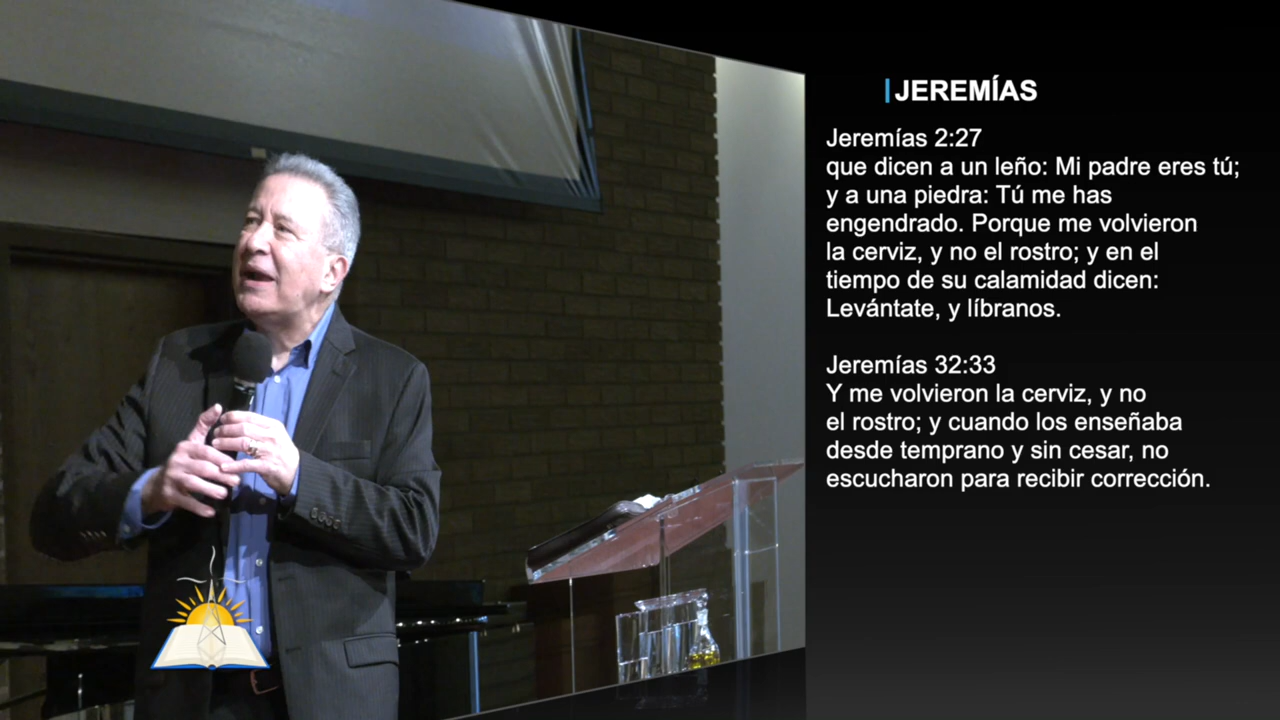 JEREMÍAS
Jeremías 2:27
que dicen a un leño: Mi padre eres tú;
y a una piedra: Tú me has
engendrado. Porque me volvieron
la cerviz, y no el rostro; y en el
tiempo de su calamidad dicen:
Levántate, y líbranos.
Jeremías 32:33
Y me volvieron la cerviz, y no
el rostro; y cuando los enseñaba
desde temprano y sin cesar, no
escucharon para recibir corrección.